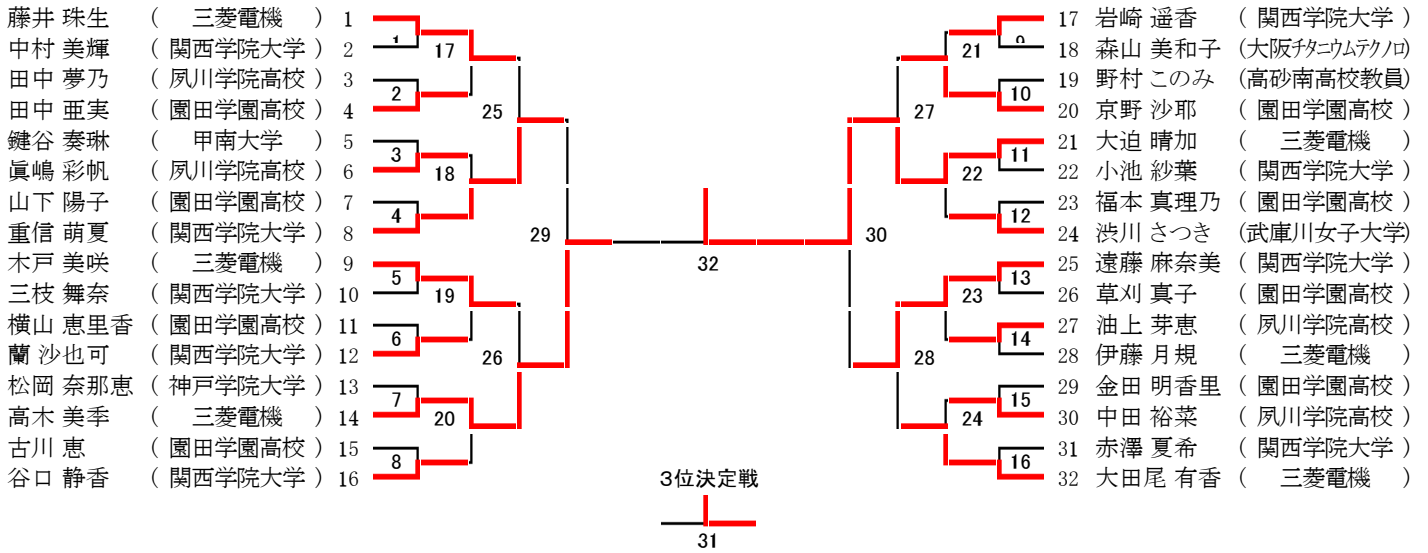 藤井 珠生 ( 三菱電機 ) 1
中村 美輝 ( 関西学院大学 ) 2
田中 夢乃 ( 夙川学院高校 ) 3
田中 亜実 ( 園田学園高校 ) 4
鍵谷 奏琳 ( 甲南大学 ) 5
眞嶋 彩帆 ( 夙川学院高校 ) 6
山下 陽子 ( 園田学園高校 ) 7
重信 萌夏 ( 関西学院大学 ) 8
木戸 美咲 ( 三菱電機 ) 9
三枝 舞奈 ( 関西学院大学 ) 10
横山 恵里香 ( 園田学園高校 ) 11
蘭 沙也可 ( 関西学院大学 ) 12
松岡 奈那恵 ( 神戸学院大学 ) 13
高木 美季 ( 三菱電機 ) 14
古川 恵 ( 園田学園高校 ) 15
谷口 静香 ( 関西学院大学 ) 16
1
2
3
4
5
6
7
8
17
18
19
20
25
26
29
32
3位決定戦
31
30
27
28
21
22
23
24
9
10
11
12
13
14
15
16
17 岩崎 遥香 ( 関西学院大学 )
18 森山 美和子 (大阪チタニウムテクノロ)
19 野村 このみ (高砂南高校教員)
20 京野 沙耶 ( 園田学園高校 )
21 大迫 晴加 ( 三菱電機 )
22 小池 紗葉 ( 関西学院大学 )
23 福本 真理乃 ( 園田学園高校 )
24 渋川 さつき (武庫川女子大学)
25 遠藤 麻奈美 ( 関西学院大学 )
26 草刈 真子 ( 園田学園高校 )
27 油上 芽恵 ( 夙川学院高校 )
28 伊藤 月規 ( 三菱電機 )
29 金田 明香里 ( 園田学園高校 )
30 中田 裕菜 ( 夙川学院高校 )
31 赤澤 夏希 ( 関西学院大学 )
32 大田尾 有香 ( 三菱電機 )